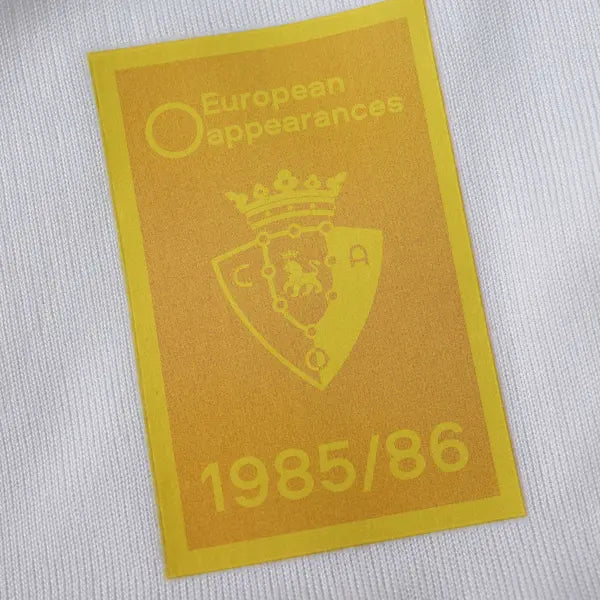 European
appearances
C A
O
1985/86